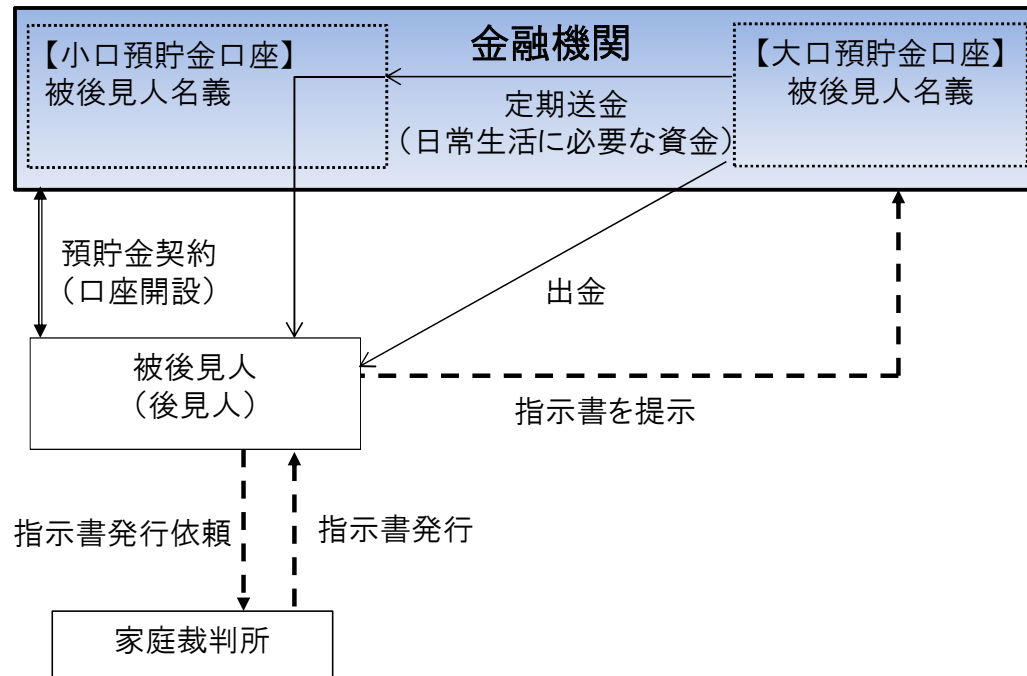 金融機関
【小口預貯金口座】
被後見人名義
【大口預貯金口座】
被後見人名義
定期送金
（日常生活に必要な資金）
預貯金契約
（口座開設）
出金
被後見人
（後見人）
指示書を提示
指示書発行依頼
指示書発行
家庭裁判所